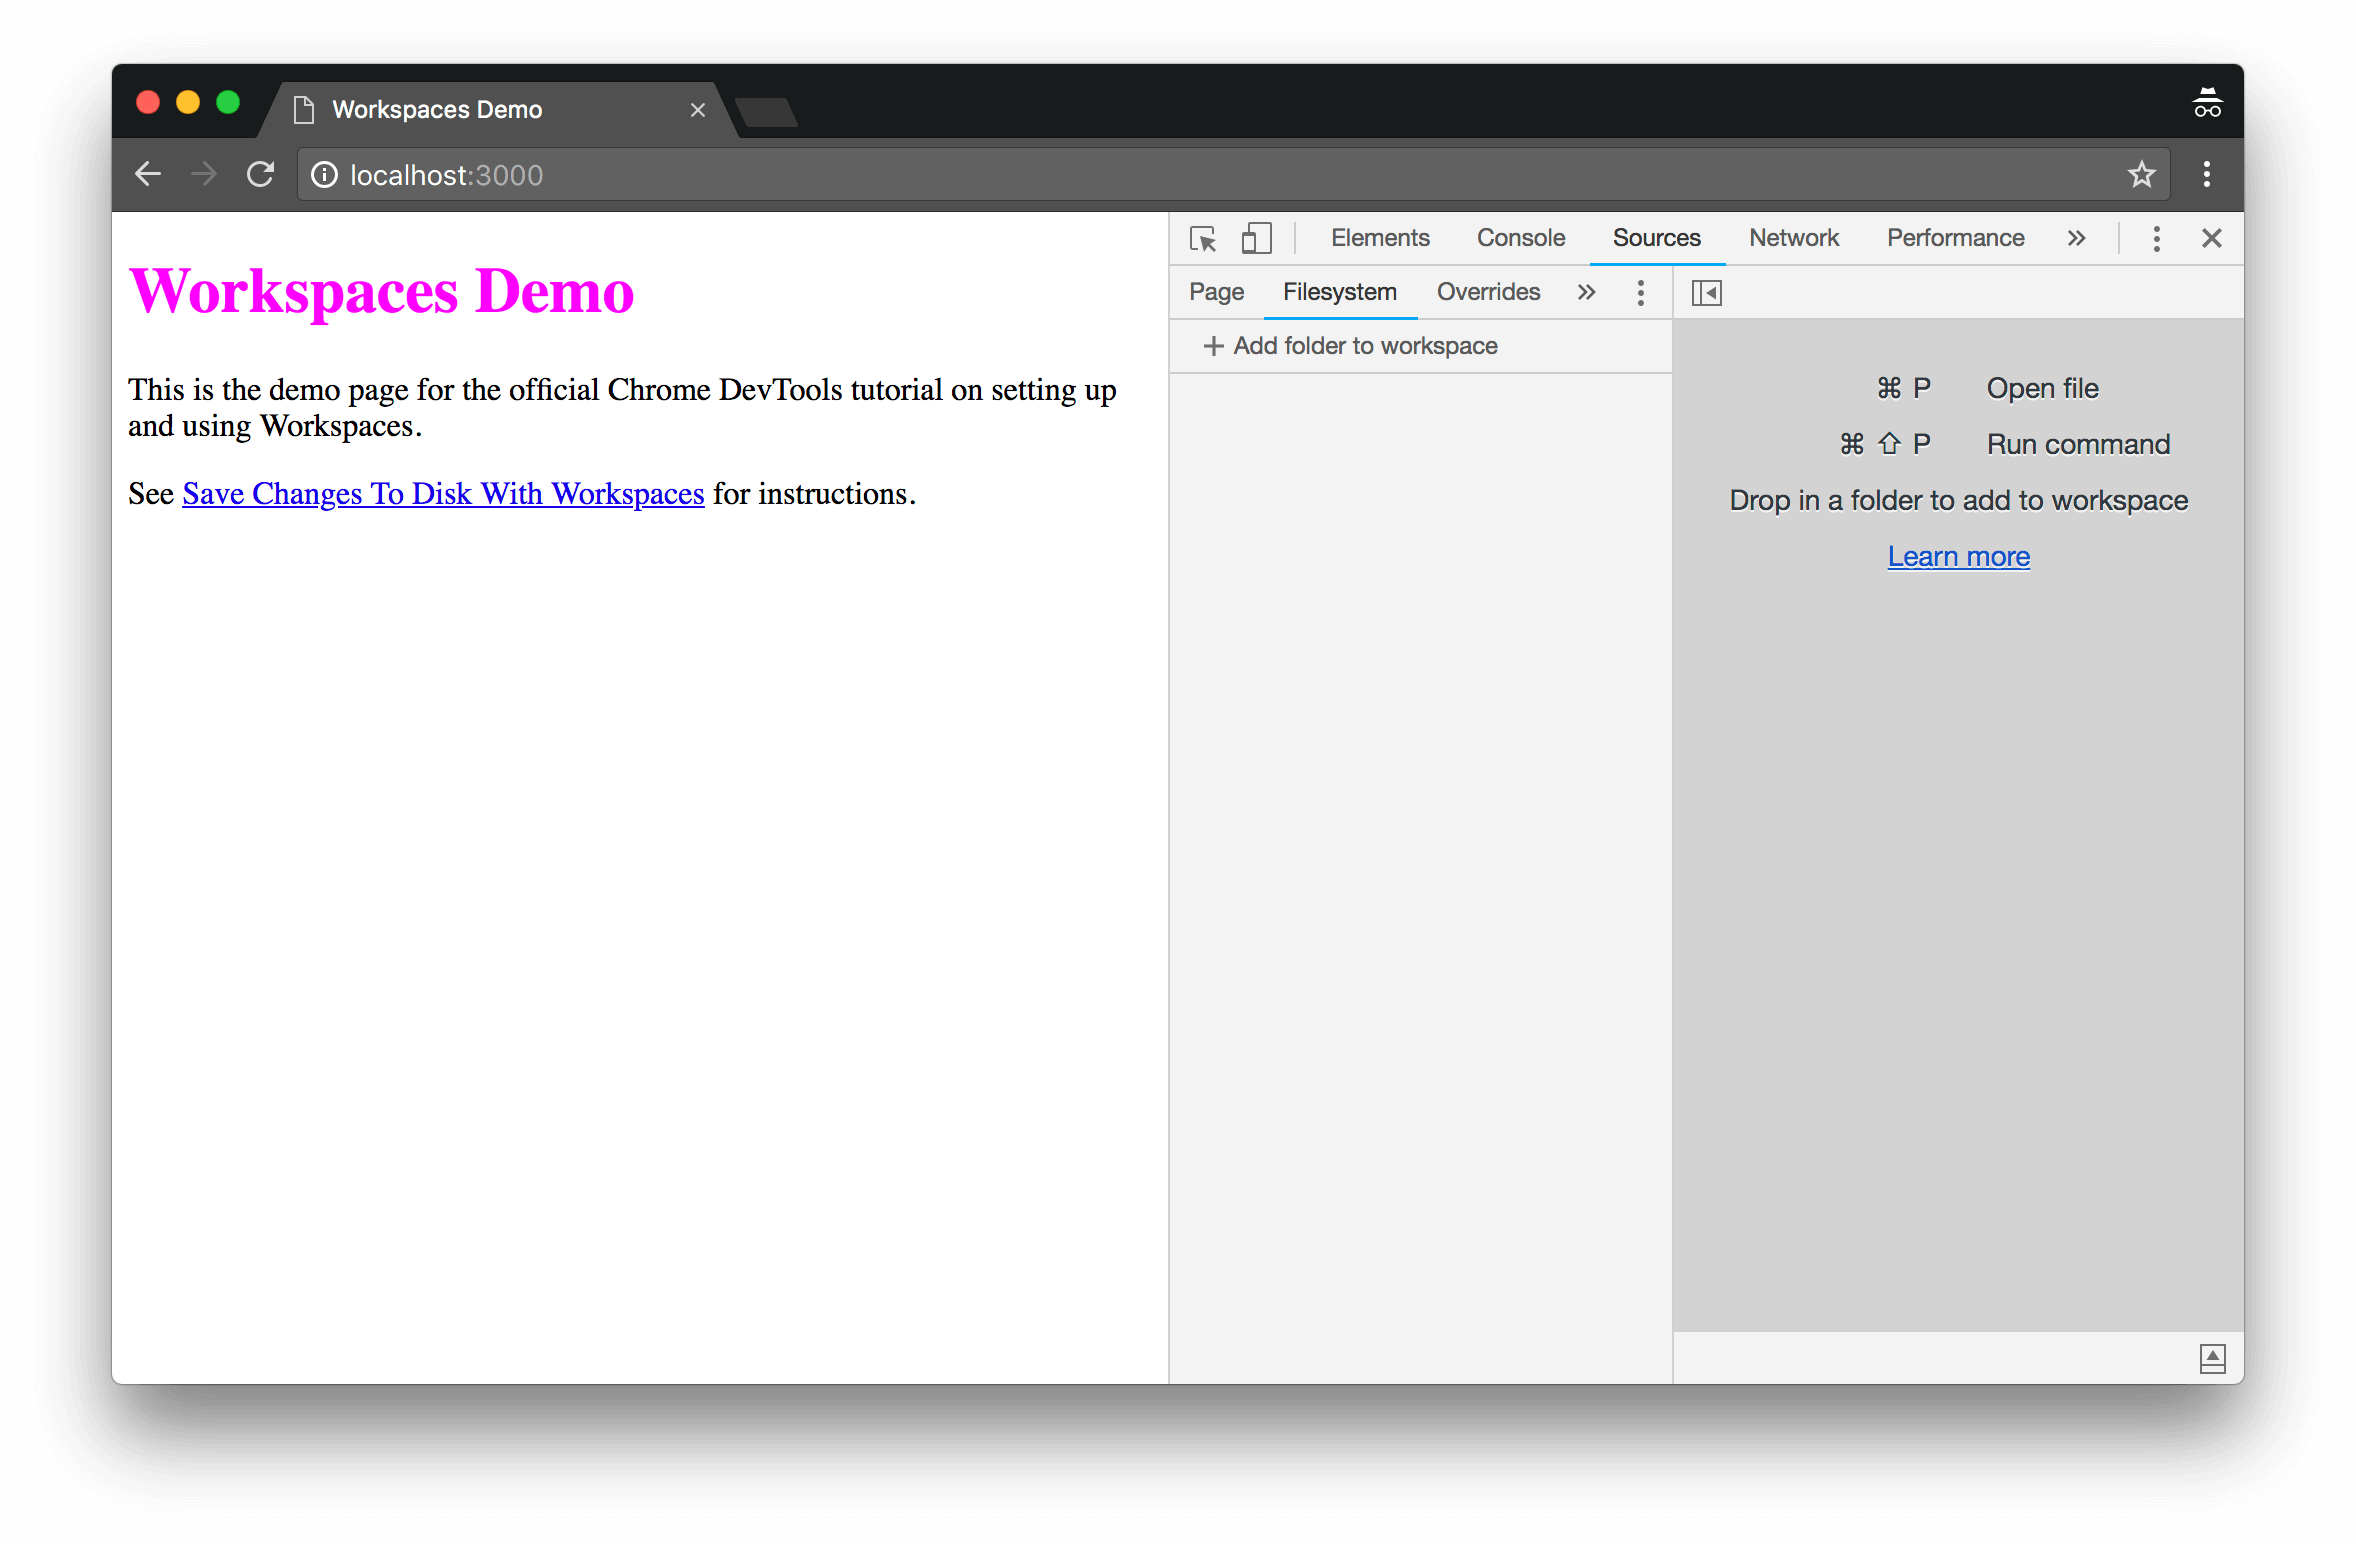 Workspaces Demo
localhost:3000
Workspaces Demo
This is the demo page for the official Chrome DevTools tutorial on setting up
and using Workspaces.
See Save Changes To Disk With Workspaces for instructions.
Elements Console Sources Network Performance »
Page Filesystem Overrides »
+ Add folder to workspace
⌘ P Open file
⌘ ⇧ P Run command
Drop in a folder to add to workspace
Learn more